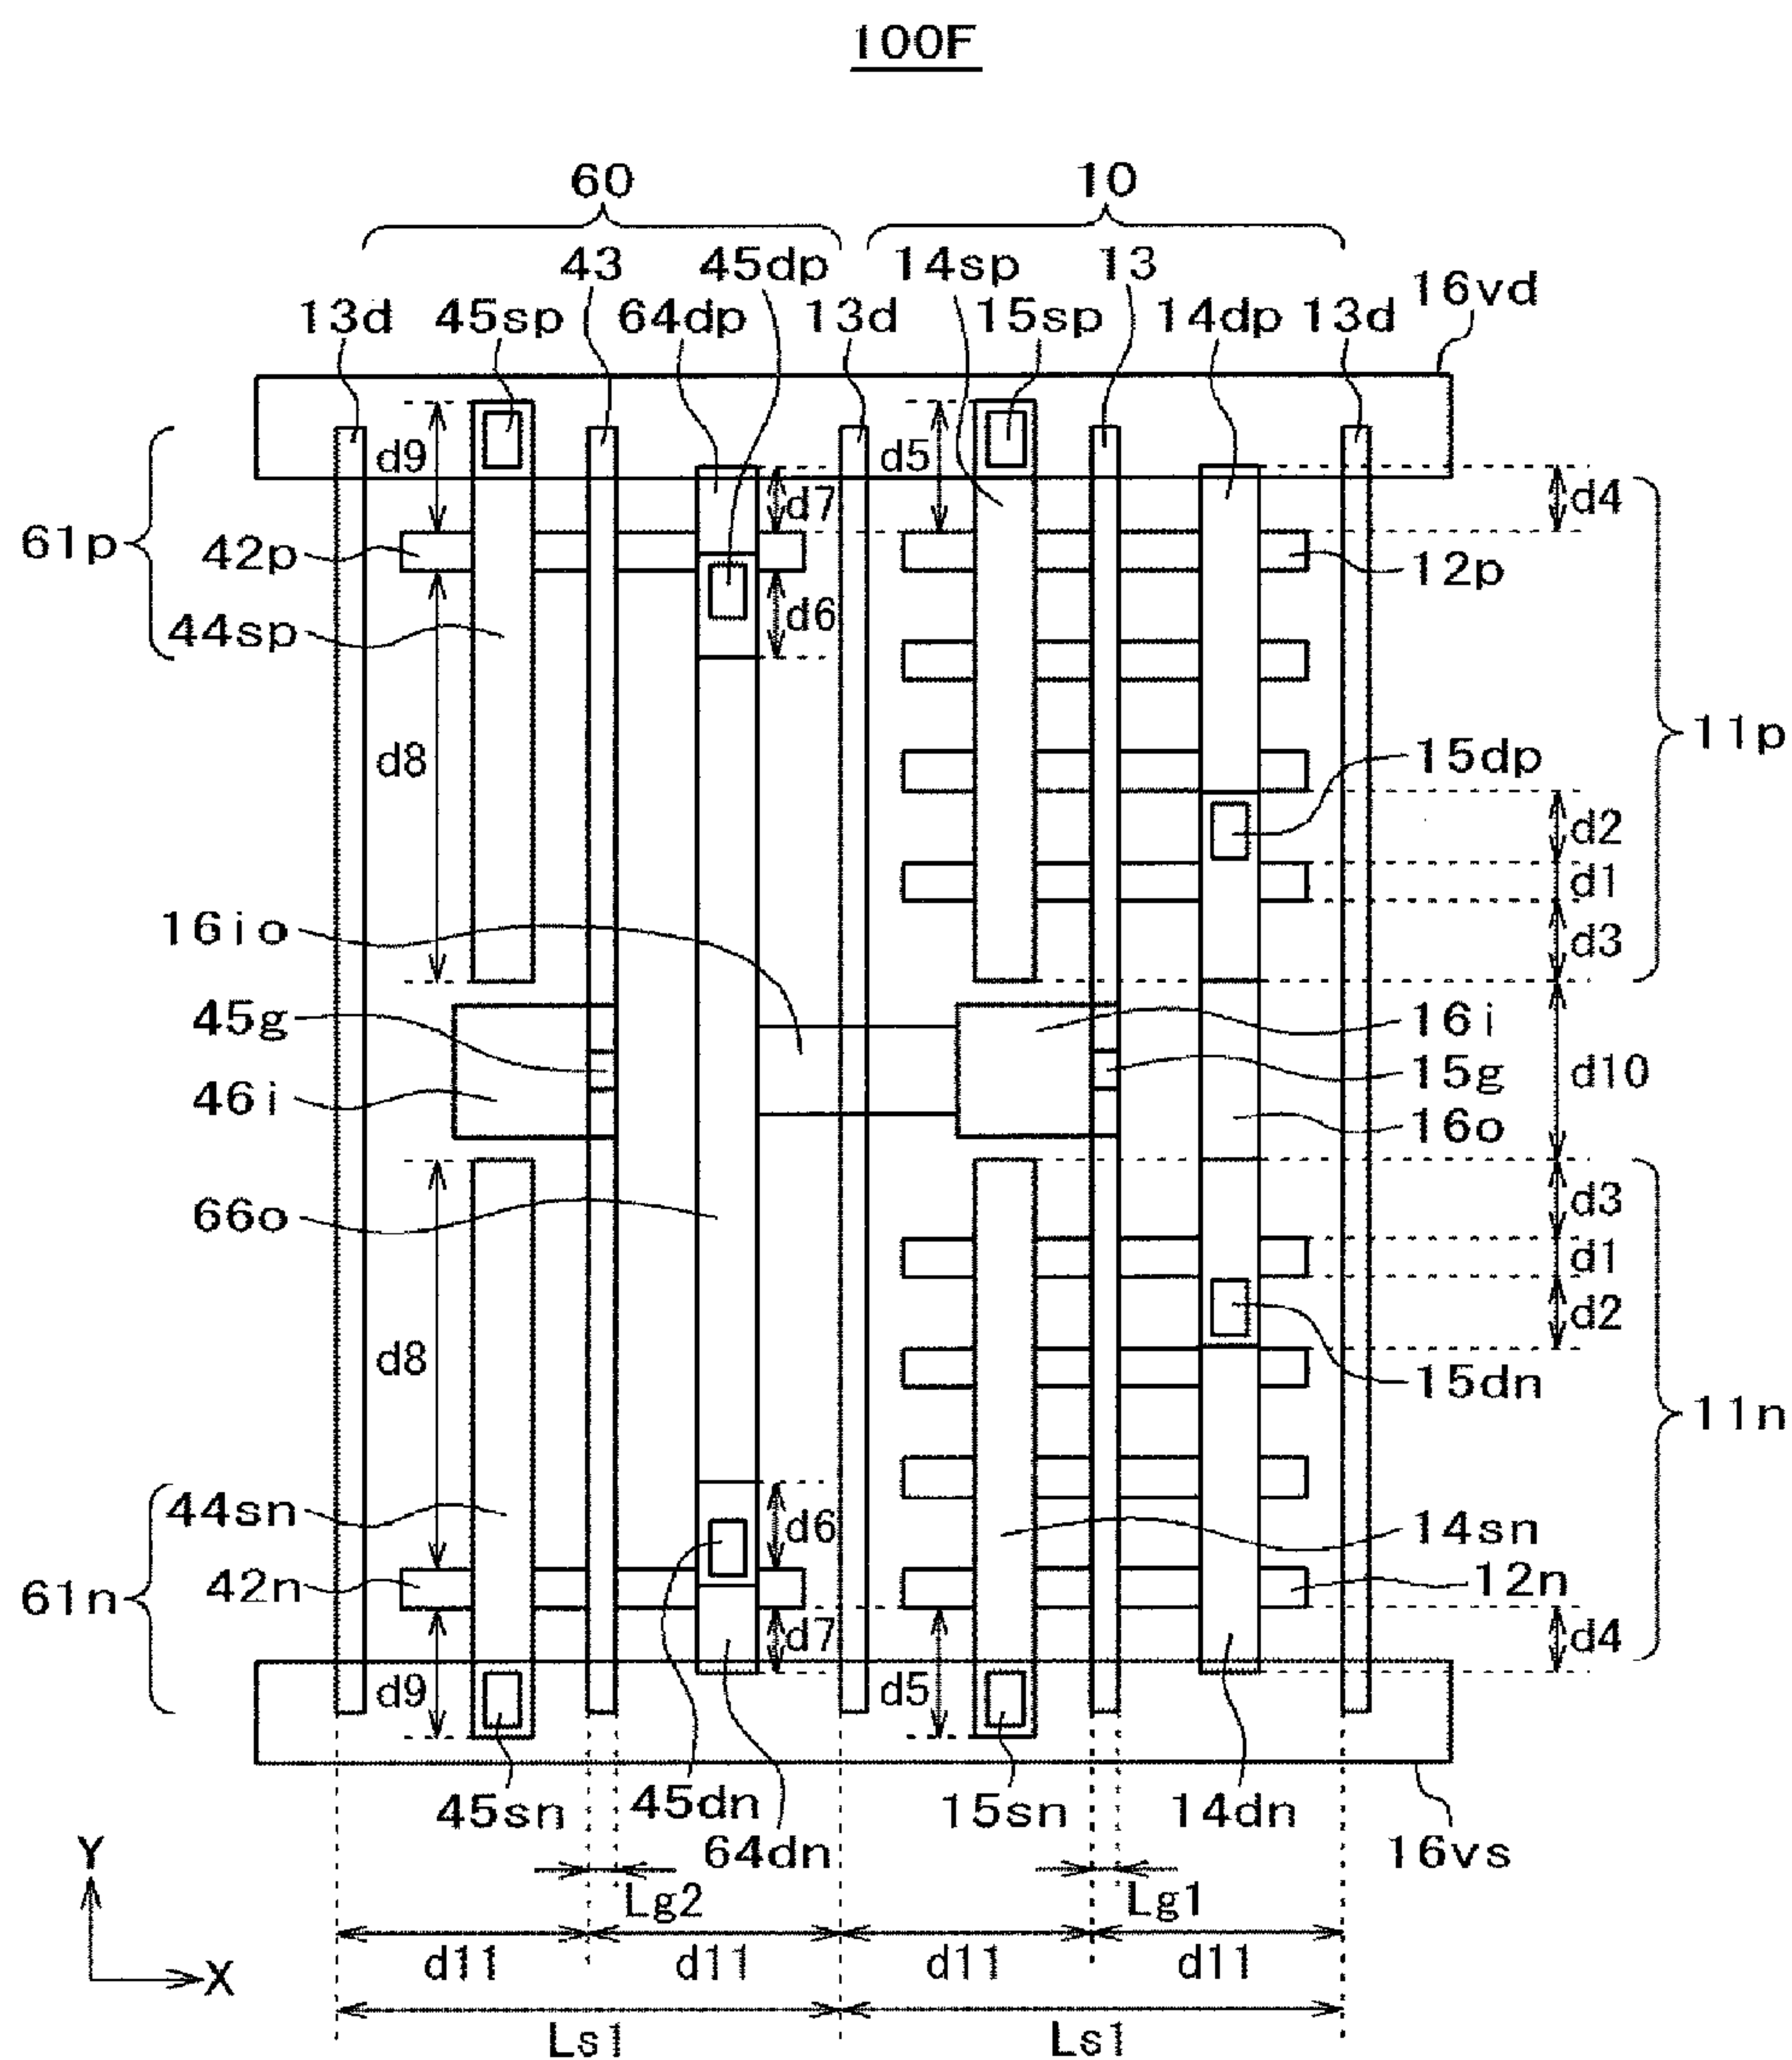 100F
60 10
43 45dp 14sp 13
13d 45sp 64dp 13d 15sp 14dp 13d 16vd
d9 d5
d7 d4
61p 42p 12p
d6
44sp
11p
d8 15dp
d2
d1
16io d3
45g 16i
46i 15g d10
16o
66o d3
d1
d2
d8 15dn
11n
44sn d6 14sn
61n 42n 12n
d7 d4
d9 d5
45sn 45dn 15sn 14dn
64dn 16vs
Y
Lg2 Lg1
X d11 d11 d11 d11
Ls1 Ls1